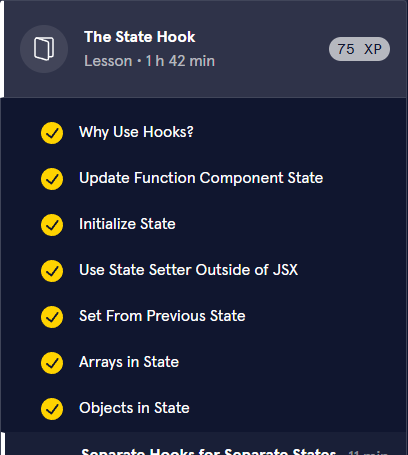 The State Hook
Lesson • 1 h 42 min
75 XP
Why Use Hooks?
Update Function Component State
Initialize State
Use State Setter Outside of JSX
Set From Previous State
Arrays in State
Objects in State
Separate Hooks for Separate States 11 min